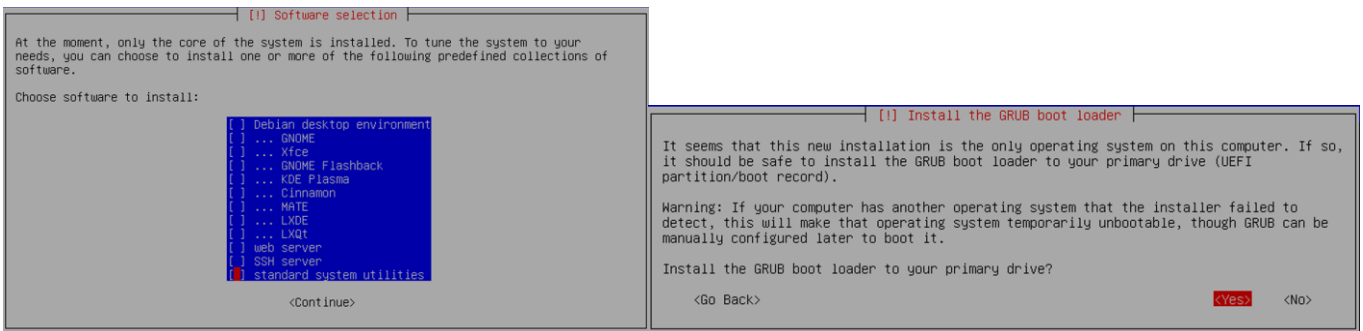 [!] Software selection
At the moment, only the core of the system is installed. To tune the system to your
needs, you can choose to install one or more of the following predefined collections of
software.
Choose software to install:
[ ] Debian desktop environment
[ ] ... GNOME
[ ] ... Xfce
[ ] ... GNOME Flashback
[ ] ... KDE Plasma
[ ] ... Cinnamon
[ ] ... MATE
[ ] ... LXDE
[ ] ... LXQt
[ ] web server
[ ] SSH server
[ ] standard system utilities
<Continue>
[!] Install the GRUB boot loader
It seems that this new installation is the only operating system on this computer. If so,
it should be safe to install the GRUB boot loader to your primary drive (UEFI
partition/boot record).
Warning: If your computer has another operating system that the installer failed to
detect, this will make that operating system temporarily unbootable, though GRUB can be
manually configured later to boot it.
Install the GRUB boot loader to your primary drive?
<Go Back> <Yes> <No>